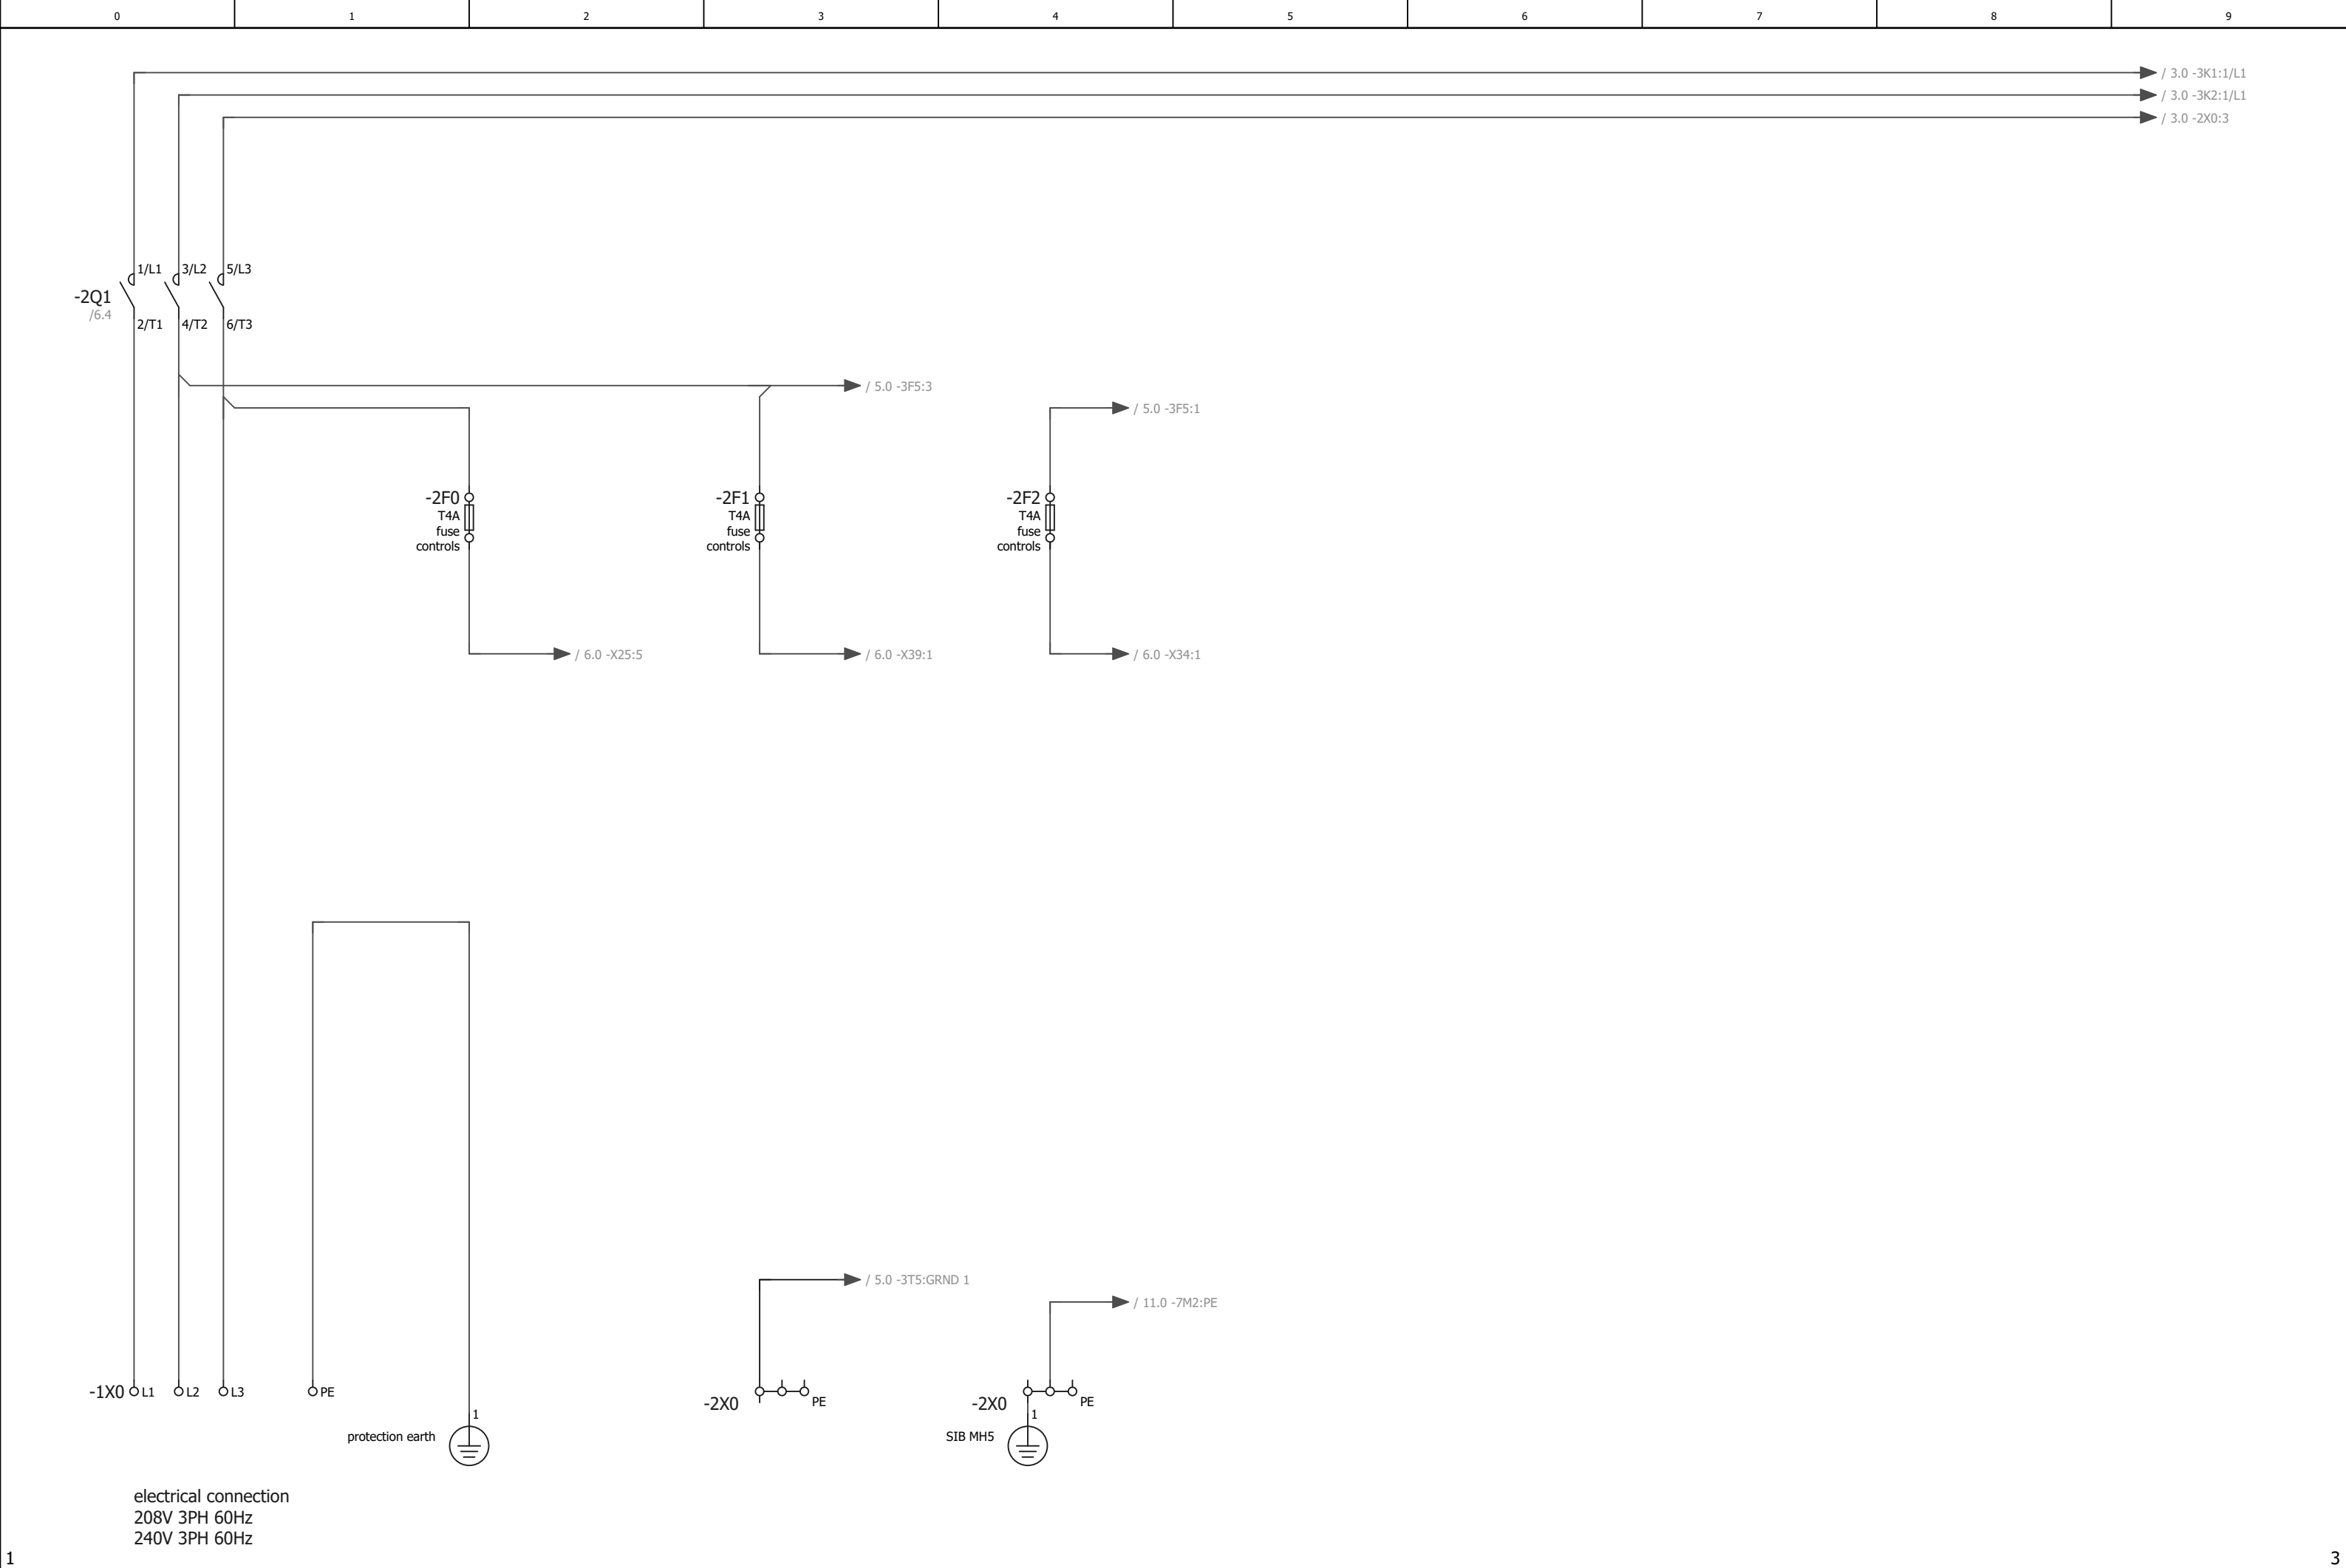 0 1 2 3 4 5 6 7 8 9
/ 3.0 -3K1:1/L1
/ 3.0 -3K2:1/L1
/ 3.0 -2X0:3
1/L1 3/L2 5/L3
-2Q1
/6.4
2/T1 4/T2 6/T3
/ 5.0 -3F5:3
/ 5.0 -3F5:1
-2F0
T4A
fuse
controls
-2F1
T4A
fuse
controls
-2F2
T4A
fuse
controls
/ 6.0 -X25:5
/ 6.0 -X39:1
/ 6.0 -X34:1
/ 5.0 -3T5:GRND 1
/ 11.0 -7M2:PE
-1X0 L1 L2 L3 PE
-2X0 PE
-2X0 PE
1
protection earth
1
SIB MH5
electrical connection
208V 3PH 60Hz
240V 3PH 60Hz
1
3